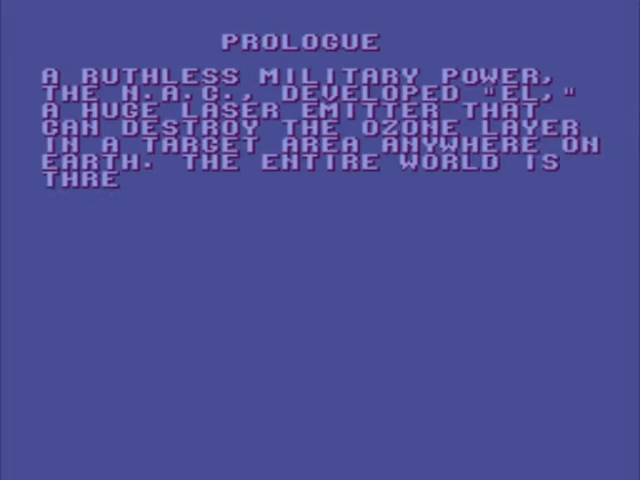 PROLOGUE
A RUTHLESS MILITARY POWER,
THE N.A.C., DEVELOPED "EL,"
A HUGE LASER EMITTER THAT
CAN DESTROY THE OZONE LAYER
IN A TARGET AREA ANYWHERE ON
EARTH. THE ENTIRE WORLD IS
THRE